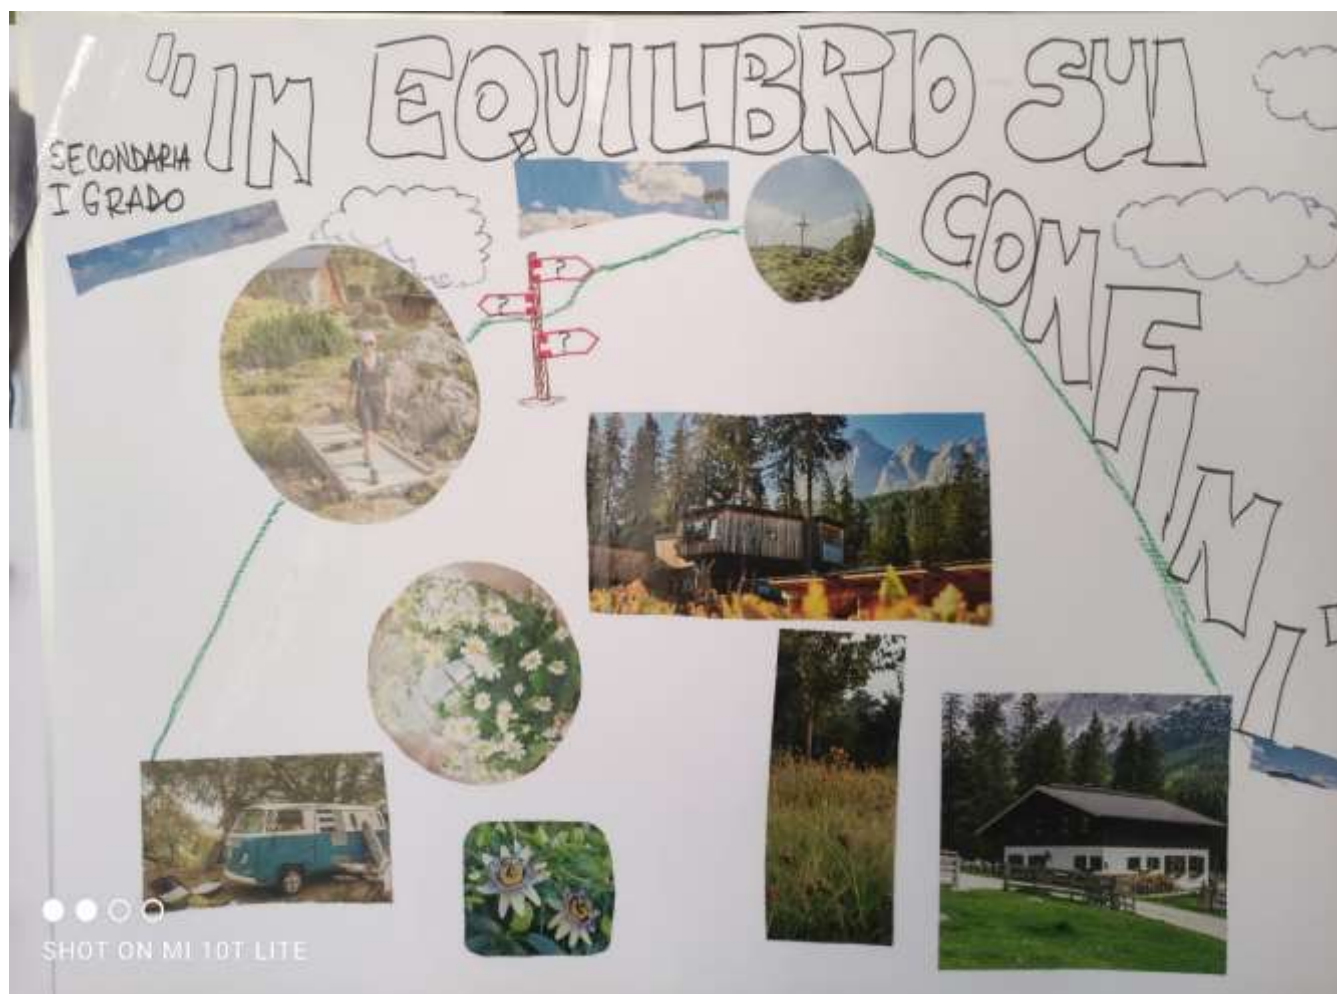 "IN EQUILIBRIO SUI
CONFINI"
SECONDARIA
I GRADO
?
?
?
SHOT ON MI 10T LITE